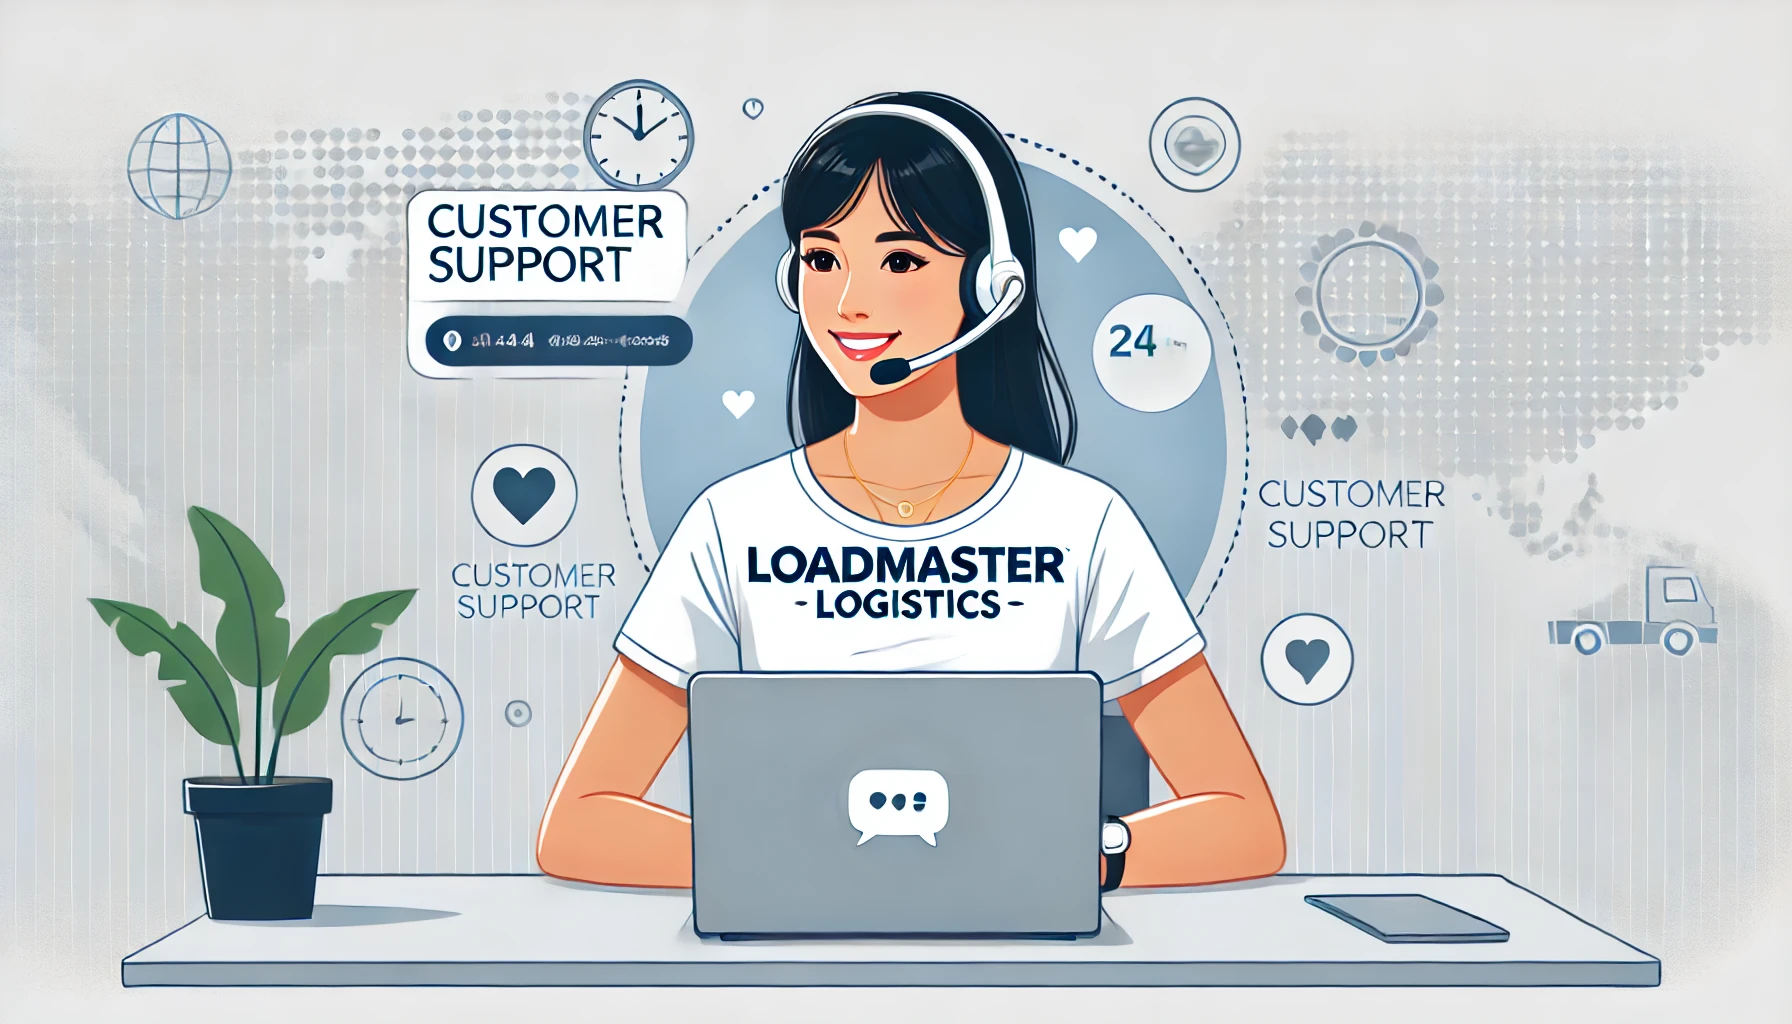 CUSTOMER
SUPPORT
24
LOADMASTER
-LOGISTICS-
CUSTOMER
SUPPORT
CUSTOMER
SUPPORT